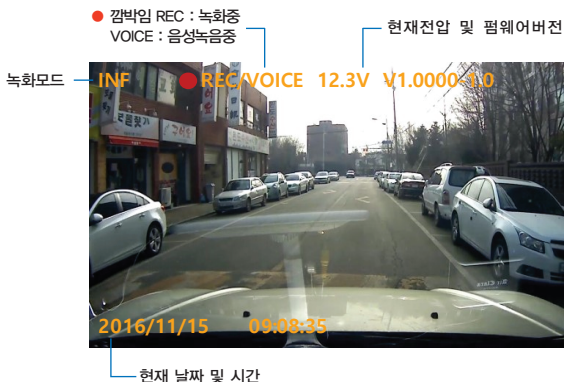 ● 깜박임 REC : 녹화중
VOICE : 음성녹음중
현재전압 및 펌웨어버전
녹화모드
INF ●REC/VOICE 12.3V V1.0000 1.0
2016/11/15 09:08:35
현재 날짜 및 시간